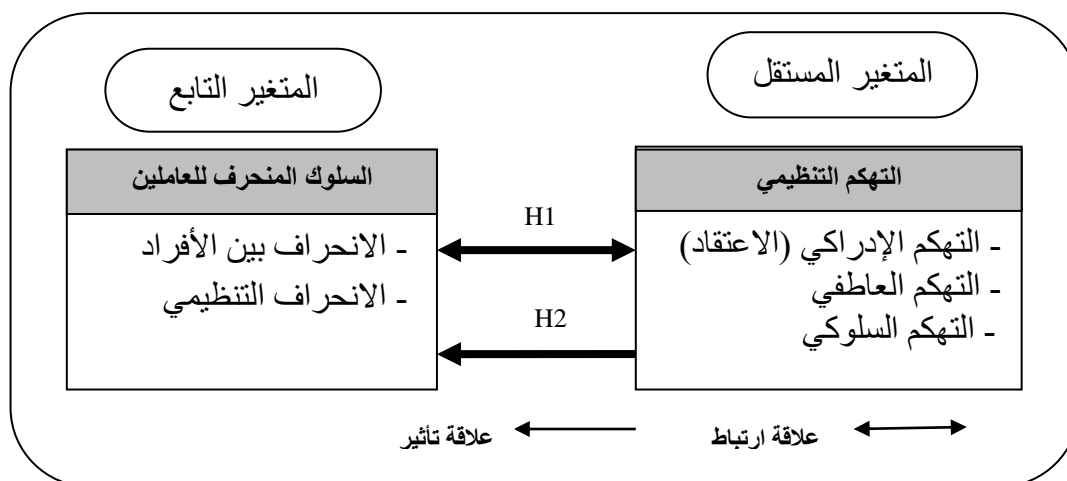 المتغير المستقل
المتغير التابع
التهكم التنظيمي
- التهكم الإدراكي (الاعتقاد)
- التهكم العاطفي
- التهكم السلوكي
H1
H2
السلوك المنحرف للعاملين
- الانحراف بين الأفراد
- الانحراف التنظيمي
علاقة ارتباط
علاقة تأثير